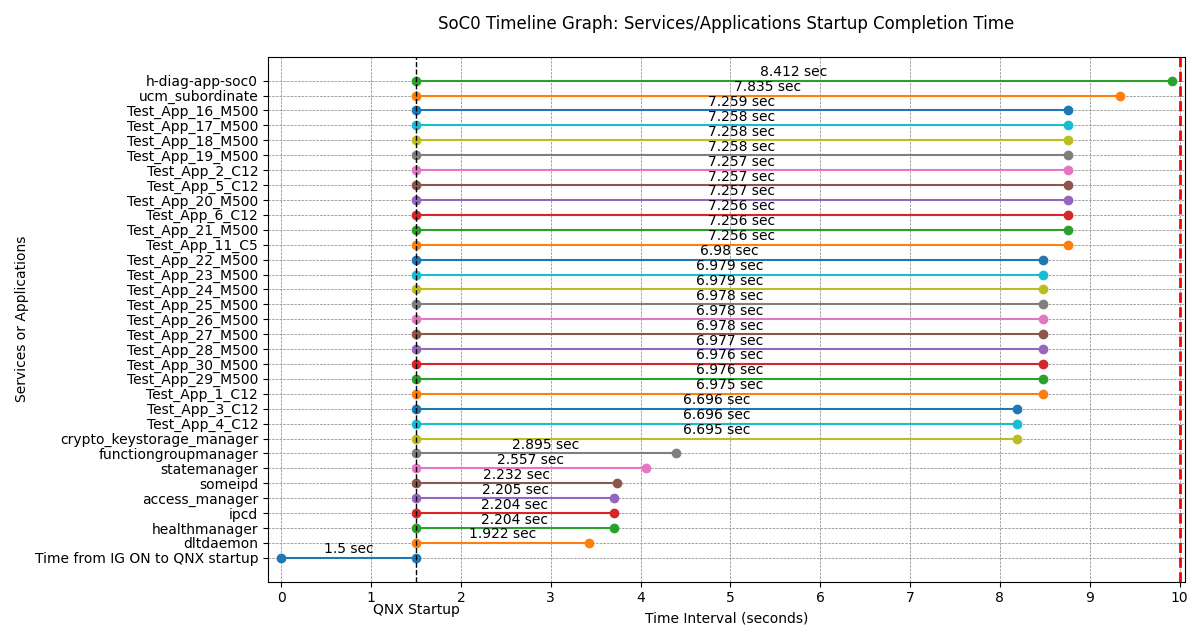 SoC0 Timeline Graph: Services/Applications Startup Completion Time
Services or Applications
h-diag-app-soc0 8.412 sec
ucm_subordinate 7.835 sec
Test_App_16_M500 7.259 sec
Test_App_17_M500 7.258 sec
Test_App_18_M500 7.258 sec
Test_App_19_M500 7.258 sec
Test_App_2_C12 7.257 sec
Test_App_5_C12 7.257 sec
Test_App_20_M500 7.257 sec
Test_App_6_C12 7.256 sec
Test_App_21_M500 7.256 sec
Test_App_11_C5 7.256 sec
Test_App_22_M500 6.98 sec
Test_App_23_M500 6.979 sec
Test_App_24_M500 6.979 sec
Test_App_25_M500 6.978 sec
Test_App_26_M500 6.978 sec
Test_App_27_M500 6.978 sec
Test_App_28_M500 6.977 sec
Test_App_30_M500 6.976 sec
Test_App_29_M500 6.976 sec
Test_App_1_C12 6.975 sec
Test_App_3_C12 6.696 sec
Test_App_4_C12 6.696 sec
crypto_keystorage_manager 6.695 sec
functiongroupmanager 2.895 sec
statemanager 2.557 sec
someipd 2.232 sec
access_manager 2.205 sec
ipcd 2.204 sec
healthmanager 2.204 sec
dltdaemon 1.922 sec
Time from IG ON to QNX startup 1.5 sec
0 1 2 3 4 5 6 7 8 9 10
QNX Startup
Time Interval (seconds)